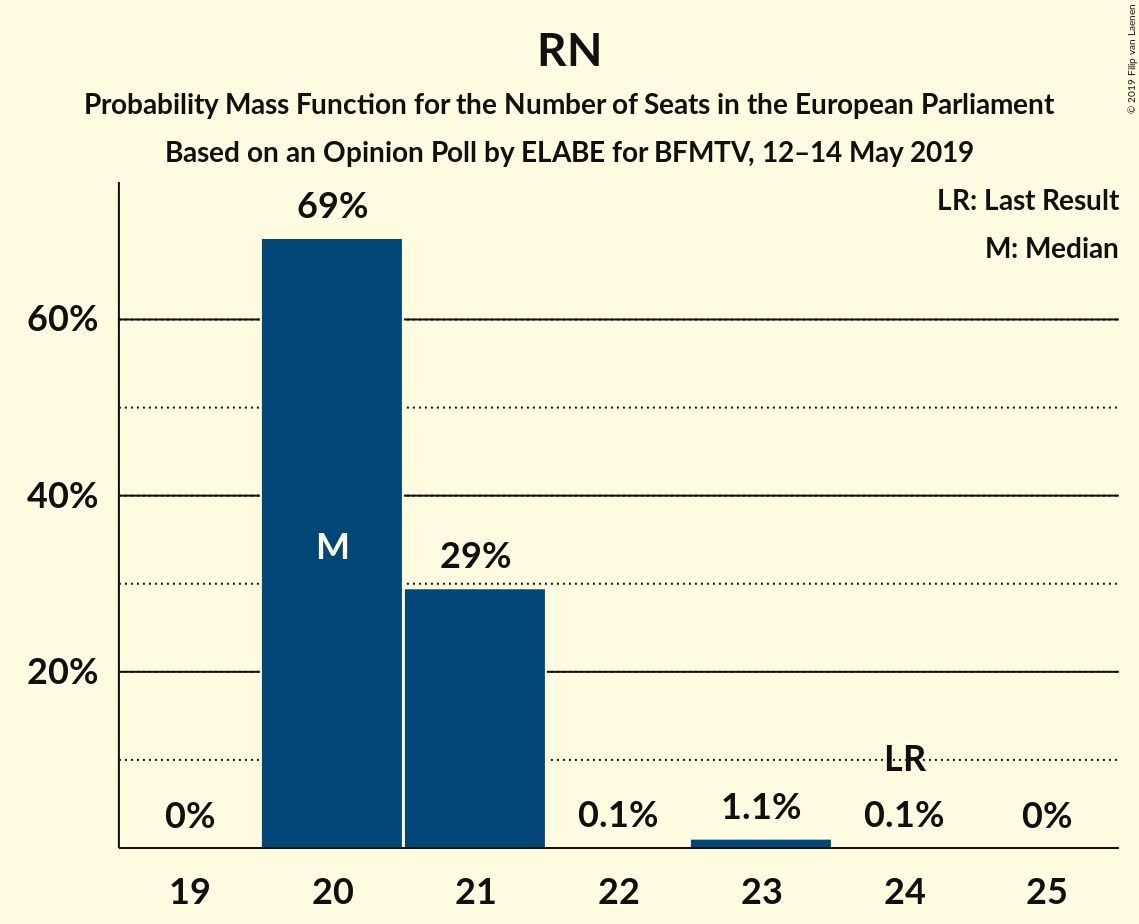 RN
Probability Mass Function for the Number of Seats in the European Parliament
Based on an Opinion Poll by ELABE for BFMTV, 12–14 May 2019
© 2019 Filip van Laenen
LR: Last Result
M: Median
69%
60%
40%
M
29%
20%
LR
0%
0.1%
1.1%
0.1%
0%
19
20
21
22
23
24
25